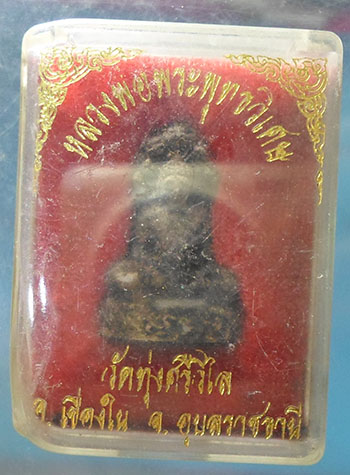 หลวงพ่อพระพุทธวิเศษ
วัดทุ่งศรีวิไล
อ. เขื่องใน จ. อุบลราชธานี